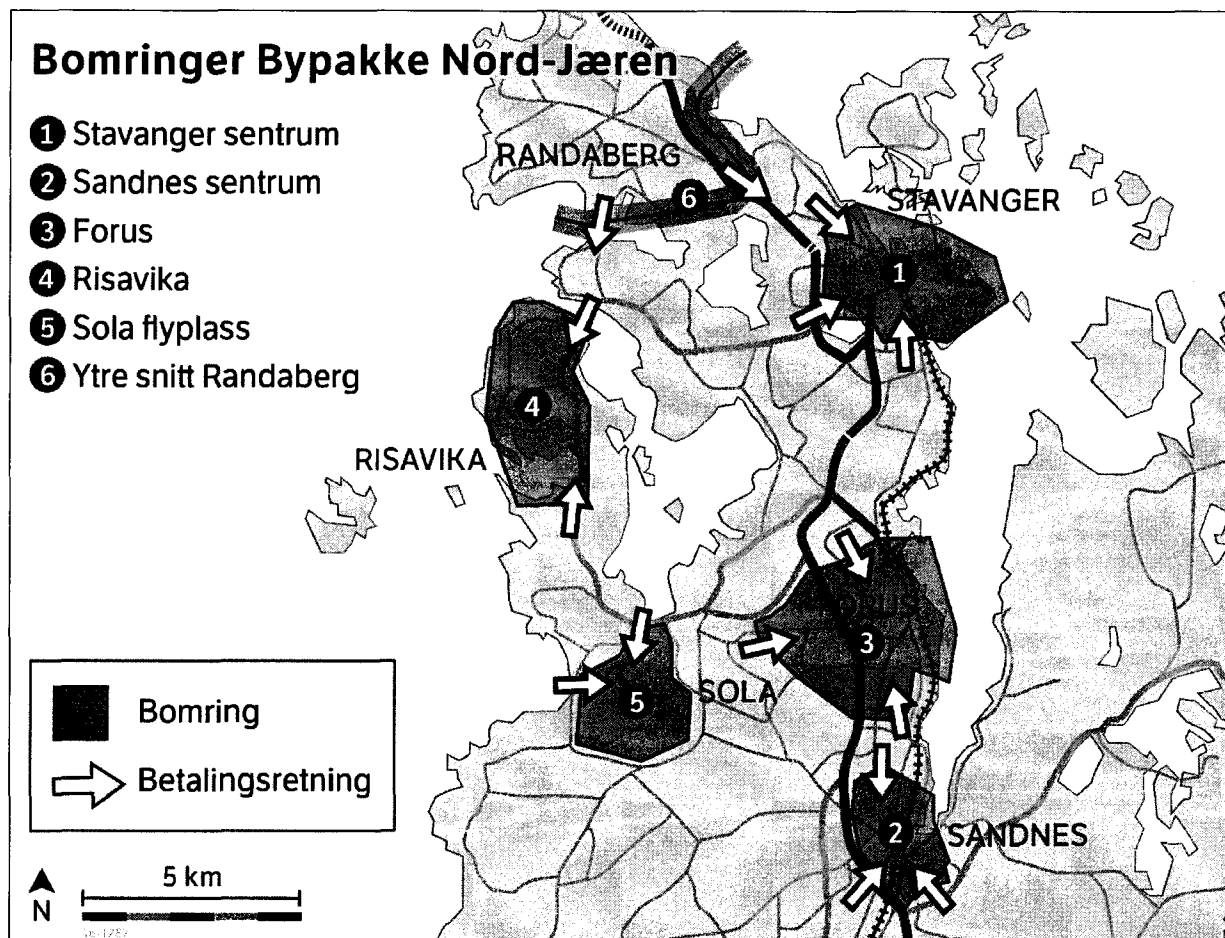 Bomringer Bypakke Nord-Jæren
1 Stavanger sentrum
2 Sandnes sentrum
3 Forus
4 Risavika
5 Sola flyplass
6 Ytre snitt Randaberg
RANDABERG
6
STAVANGER
1
4
RISAVIKA
3
SOLA
5
2
SANDNES
Bomring
Betalingsretning
5 km
N